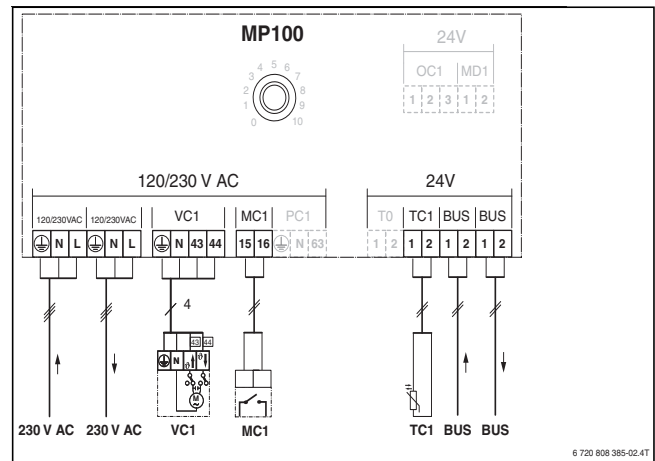 MP100
24V
OC1 MD1
1 2 3 1 2
0 1 2 3 4 5 6 7 8 9 10
120/230 V AC 24V
120/230VAC 120/230VAC VC1 MC1 PC1 T0 TC1 BUS BUS
N L N L N 43 44 15 16 N 63 1 2 1 2 1 2 1 2
4
43 44
N
M
230 V AC 230 V AC VC1 MC1 TC1 BUS BUS
6 720 808 385-02.4T